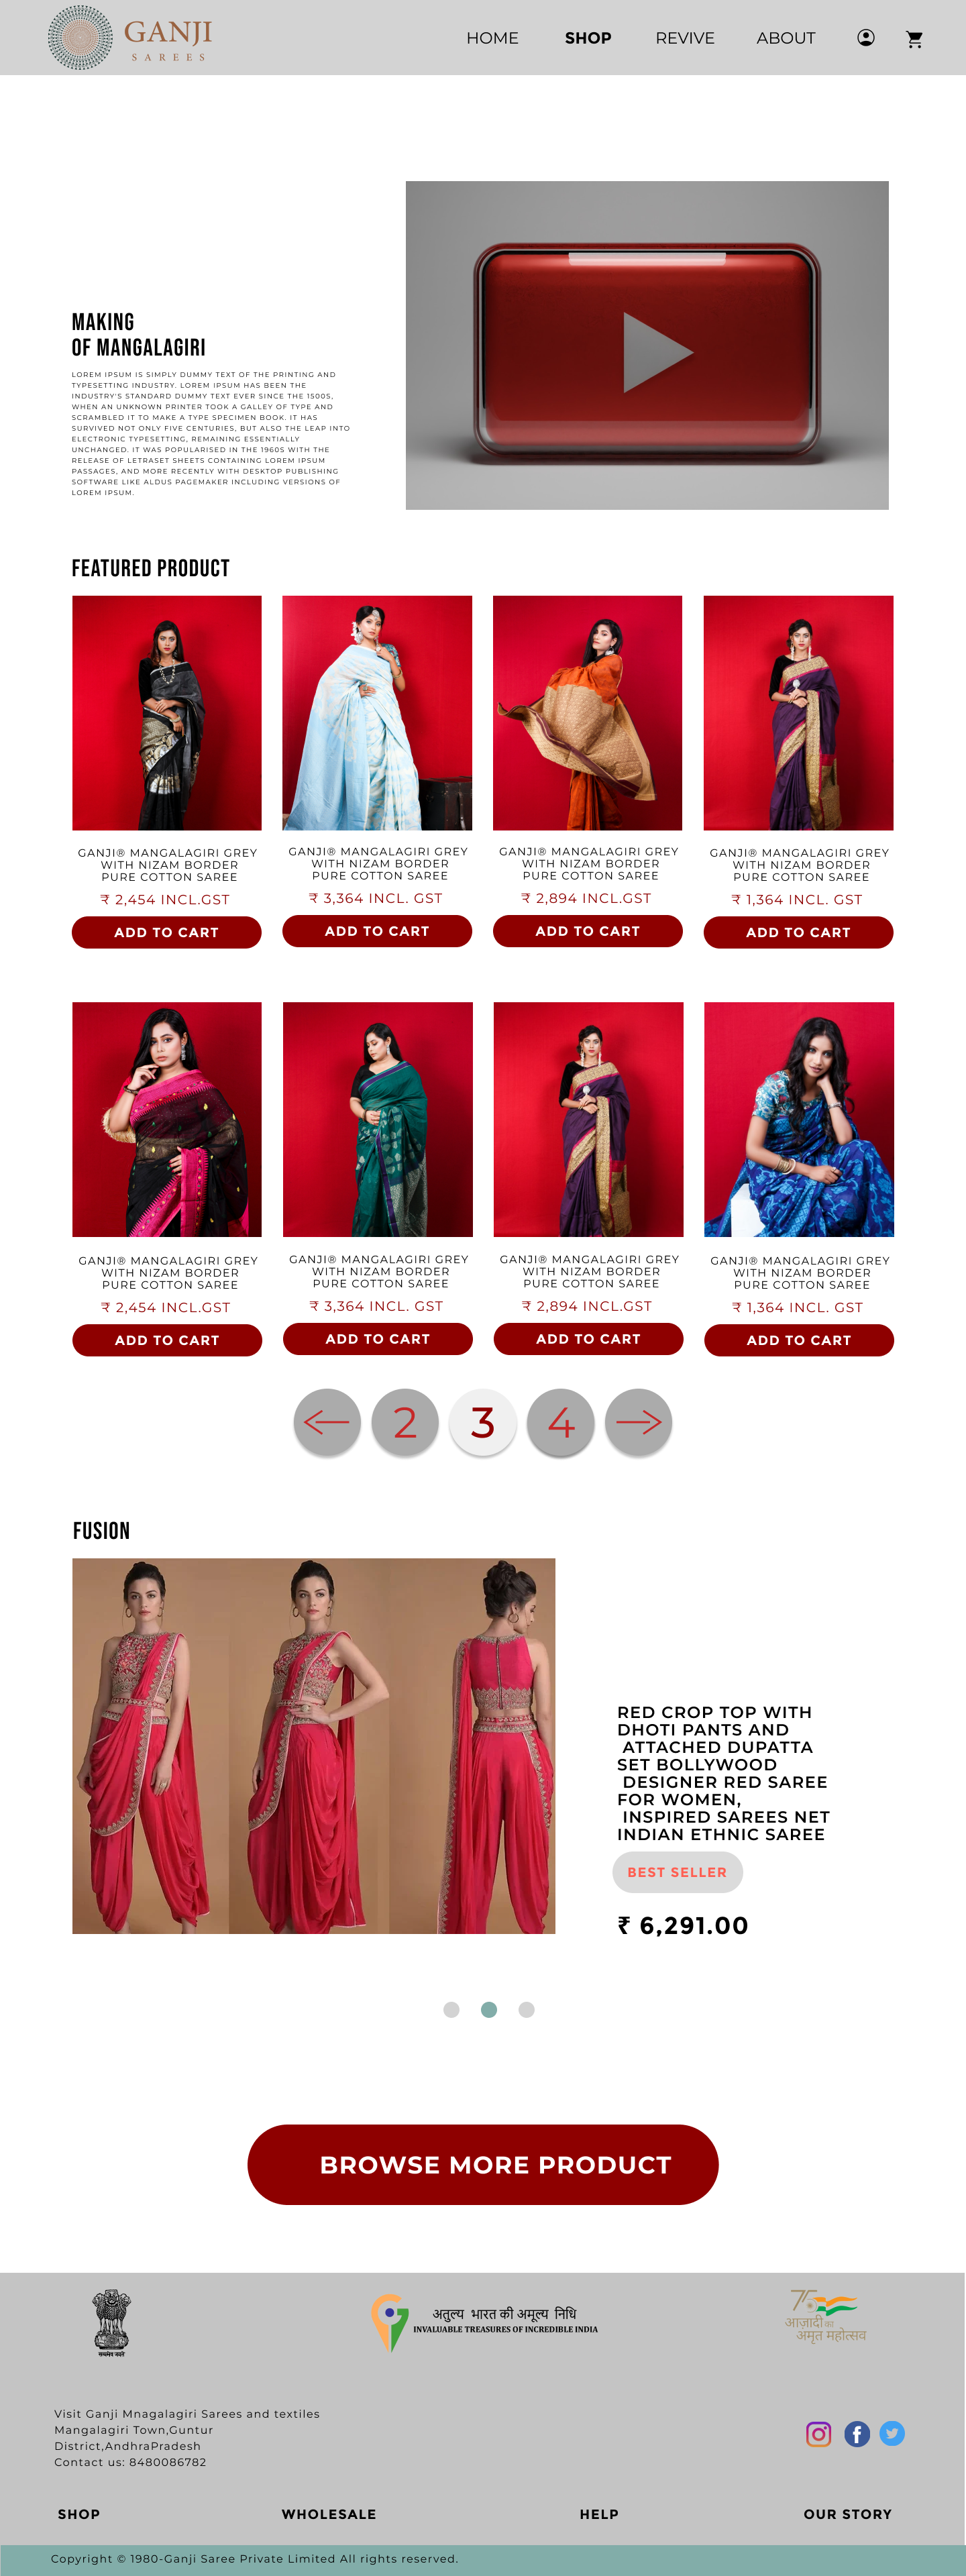 GANJI
SAREES
HOME SHOP REVIVE ABOUT
MAKING
OF MANGALAGIRI
LOREM IPSUM IS SIMPLY DUMMY TEXT OF THE PRINTING AND
TYPESETTING INDUSTRY. LOREM IPSUM HAS BEEN THE
INDUSTRY'S STANDARD DUMMY TEXT EVER SINCE THE 1500S,
WHEN AN UNKNOWN PRINTER TOOK A GALLEY OF TYPE AND
SCRAMBLED IT TO MAKE A TYPE SPECIMEN BOOK. IT HAS
SURVIVED NOT ONLY FIVE CENTURIES, BUT ALSO THE LEAP INTO
ELECTRONIC TYPESETTING, REMAINING ESSENTIALLY
UNCHANGED. IT WAS POPULARISED IN THE 1960S WITH THE
RELEASE OF LETRASET SHEETS CONTAINING LOREM IPSUM
PASSAGES, AND MORE RECENTLY WITH DESKTOP PUBLISHING
SOFTWARE LIKE ALDUS PAGEMAKER INCLUDING VERSIONS OF
LOREM IPSUM.
FEATURED PRODUCT
GANJI® MANGALAGIRI GREY
WITH NIZAM BORDER
PURE COTTON SAREE
₹ 2,454 INCL.GST
ADD TO CART
GANJI® MANGALAGIRI GREY
WITH NIZAM BORDER
PURE COTTON SAREE
₹ 3,364 INCL. GST
ADD TO CART
GANJI® MANGALAGIRI GREY
WITH NIZAM BORDER
PURE COTTON SAREE
₹ 2,894 INCL.GST
ADD TO CART
GANJI® MANGALAGIRI GREY
WITH NIZAM BORDER
PURE COTTON SAREE
₹ 1,364 INCL. GST
ADD TO CART
GANJI® MANGALAGIRI GREY
WITH NIZAM BORDER
PURE COTTON SAREE
₹ 2,454 INCL.GST
ADD TO CART
GANJI® MANGALAGIRI GREY
WITH NIZAM BORDER
PURE COTTON SAREE
₹ 3,364 INCL. GST
ADD TO CART
GANJI® MANGALAGIRI GREY
WITH NIZAM BORDER
PURE COTTON SAREE
₹ 2,894 INCL.GST
ADD TO CART
GANJI® MANGALAGIRI GREY
WITH NIZAM BORDER
PURE COTTON SAREE
₹ 1,364 INCL. GST
ADD TO CART
2 3 4
FUSION
RED CROP TOP WITH
DHOTI PANTS AND
ATTACHED DUPATTA
SET BOLLYWOOD
DESIGNER RED SAREE
FOR WOMEN,
INSPIRED SAREES NET
INDIAN ETHNIC SAREE
BEST SELLER
₹ 6,291.00
BROWSE MORE PRODUCT
सत्यमेव जयते
अतुल्य भारत की अमूल्य निधि
INVALUABLE TREASURES OF INCREDIBLE INDIA
75
आज़ादी का
अमृत महोत्सव
Visit Ganji Mnagalagiri Sarees and textiles
Mangalagiri Town,Guntur
District,AndhraPradesh
Contact us: 8480086782
SHOP WHOLESALE HELP OUR STORY
Copyright © 1980-Ganji Saree Private Limited All rights reserved.